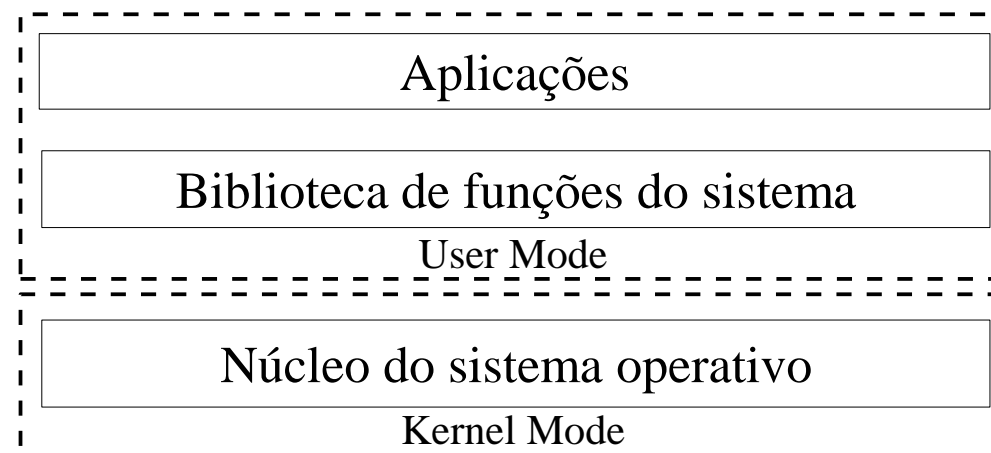 Aplicações
Biblioteca de funções do sistema
User Mode
Núcleo do sistema operativo
Kernel Mode